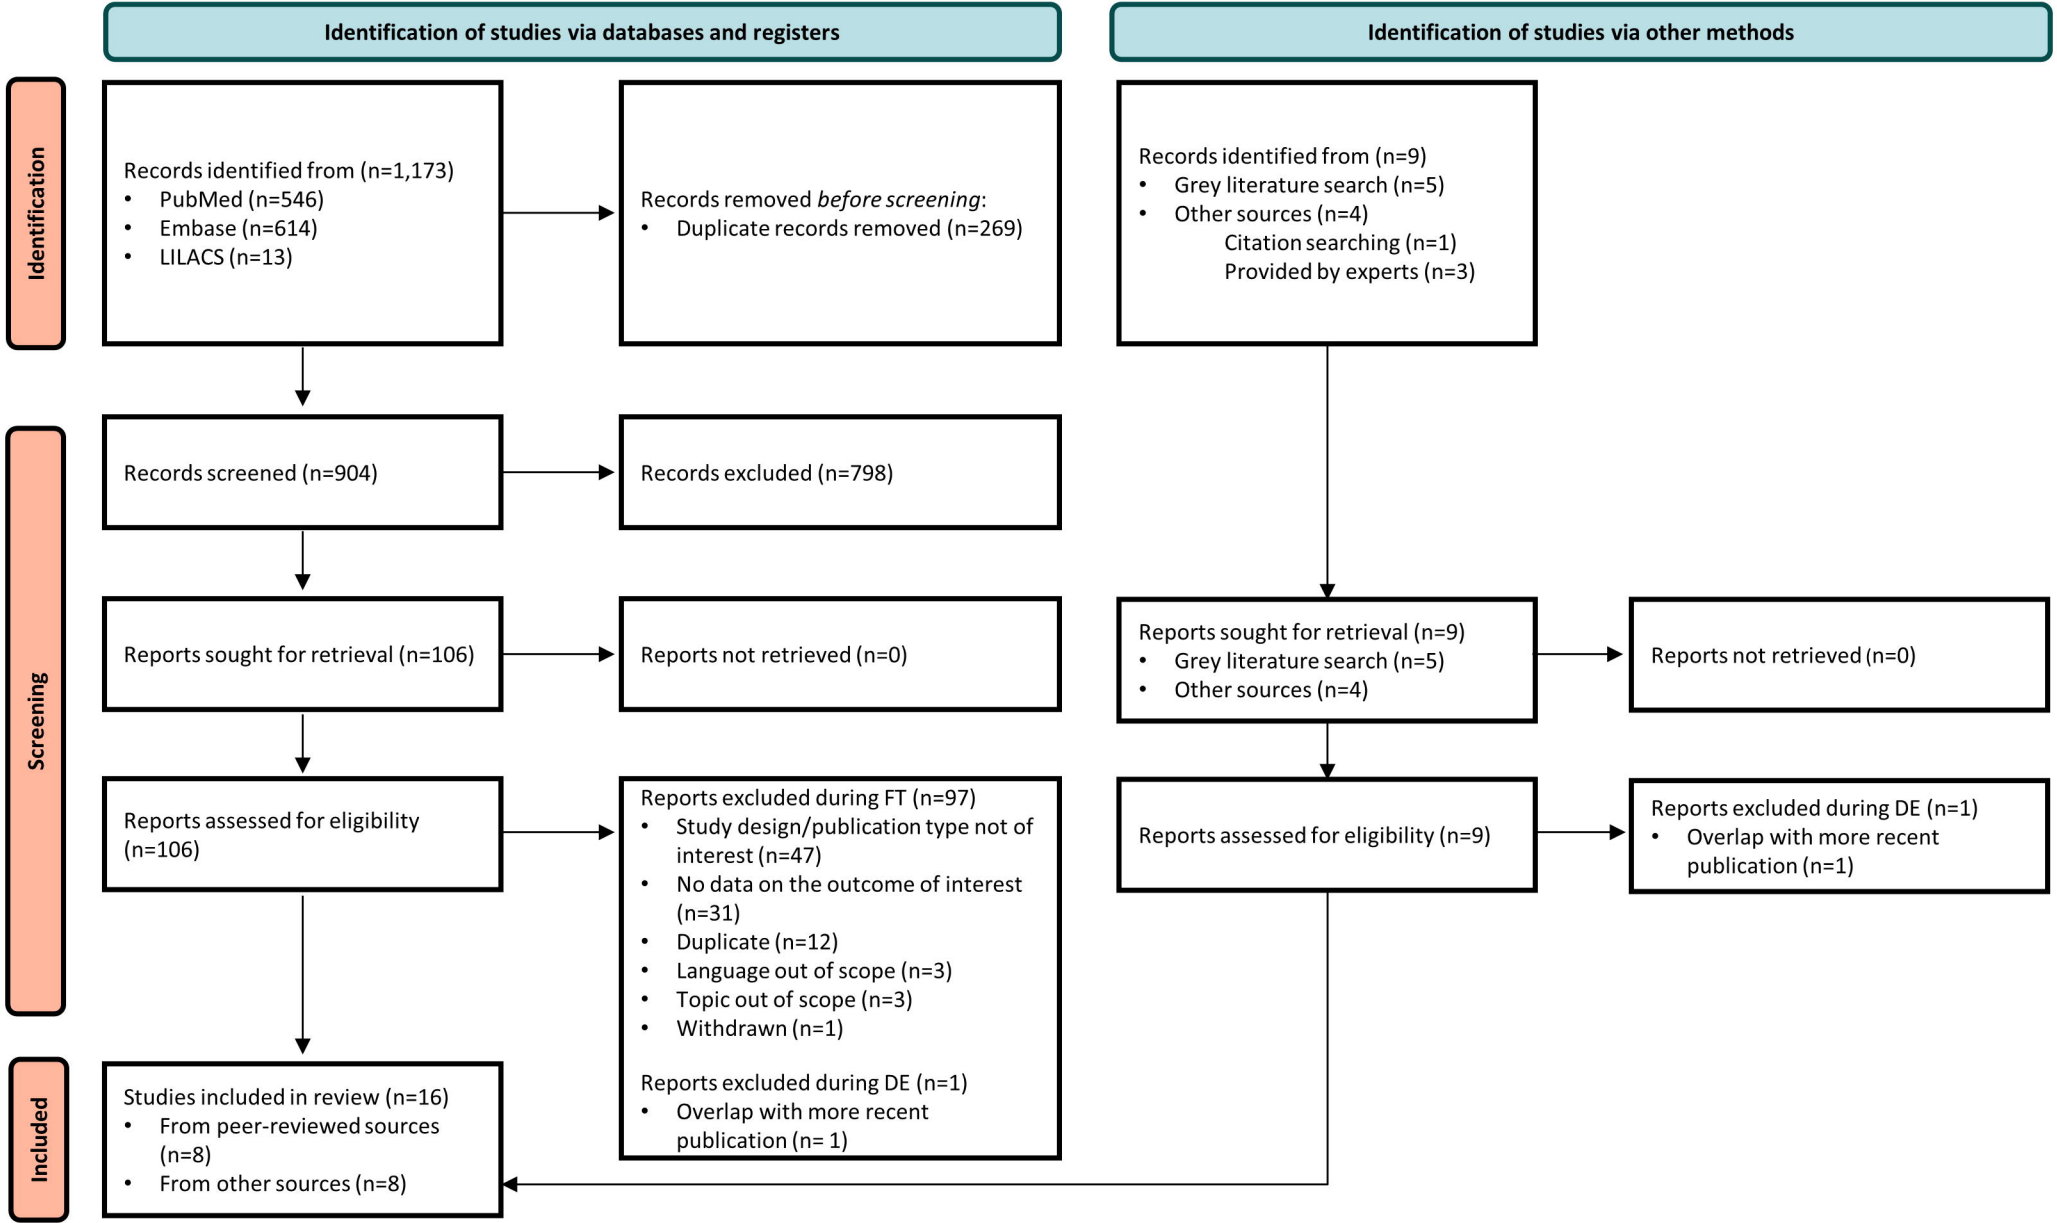 Identification of studies via databases and registers
Identification of studies via other methods
Identification
Records identified from (n=1,173)
• PubMed (n=546)
• Embase (n=614)
• LILACS (n=13)
Records removed before screening:
• Duplicate records removed (n=269)
Records identified from (n=9)
• Grey literature search (n=5)
• Other sources (n=4)
Citation searching (n=1)
Provided by experts (n=3)
Screening
Records screened (n=904)
Records excluded (n=798)
Reports sought for retrieval (n=106)
Reports not retrieved (n=0)
Reports sought for retrieval (n=9)
• Grey literature search (n=5)
• Other sources (n=4)
Reports not retrieved (n=0)
Reports assessed for eligibility
(n=106)
Reports excluded during FT (n=97)
• Study design/publication type not of
interest (n=47)
• No data on the outcome of interest
(n=31)
• Duplicate (n=12)
• Language out of scope (n=3)
• Topic out of scope (n=3)
• Withdrawn (n=1)
Reports excluded during DE (n=1)
• Overlap with more recent
publication (n= 1)
Reports assessed for eligibility (n=9)
Reports excluded during DE (n=1)
• Overlap with more recent
publication (n=1)
Included
Studies included in review (n=16)
• From peer-reviewed sources
(n=8)
• From other sources (n=8)